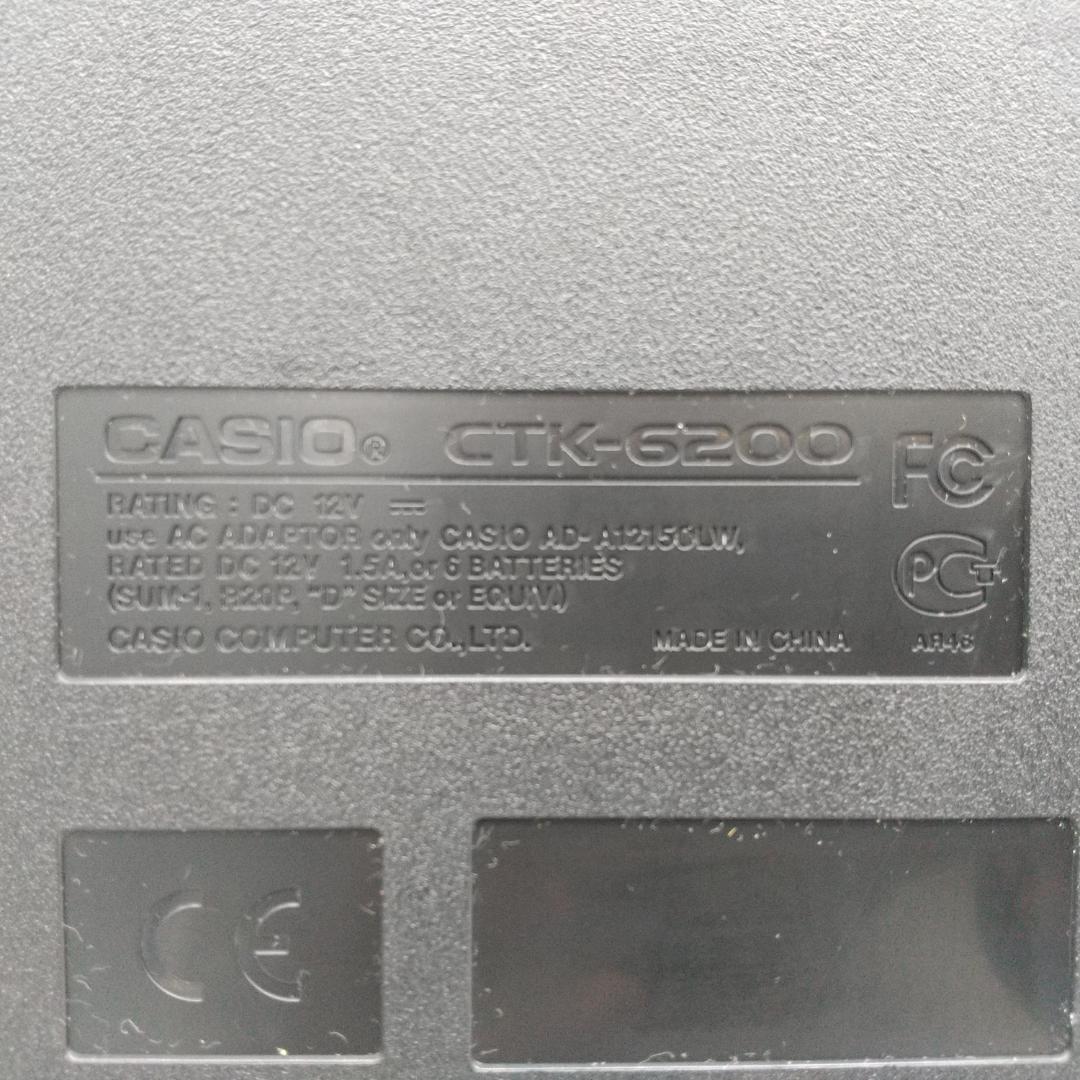 CASIO® CTK-6200
FC
RATING : DC 12V ⎓
use AC ADAPTOR only CASIO AD-A12150LW,
RATED DC 12V 1.5A, or 6 BATTERIES
(SUM-1, R20P, "D" SIZE or EQUIV.)
PCT
CASIO COMPUTER CO., LTD. MADE IN CHINA
AR46
CE